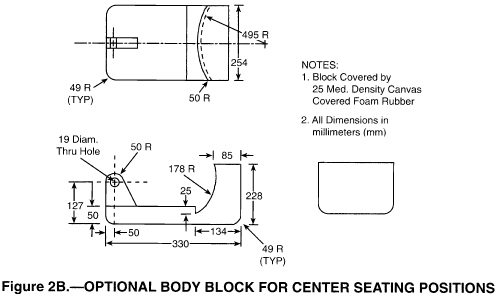 495 R
254
49 R
(TYP)
50 R
NOTES:
1. Block Covered by
25 Med. Density Canvas
Covered Foam Rubber
2. All Dimensions in
millimeters (mm)
19 Diam.
Thru Hole
50 R
178 R
85
25
228
127
50
50
134
330
49 R
(TYP)
Figure 2B.—OPTIONAL BODY BLOCK FOR CENTER SEATING POSITIONS